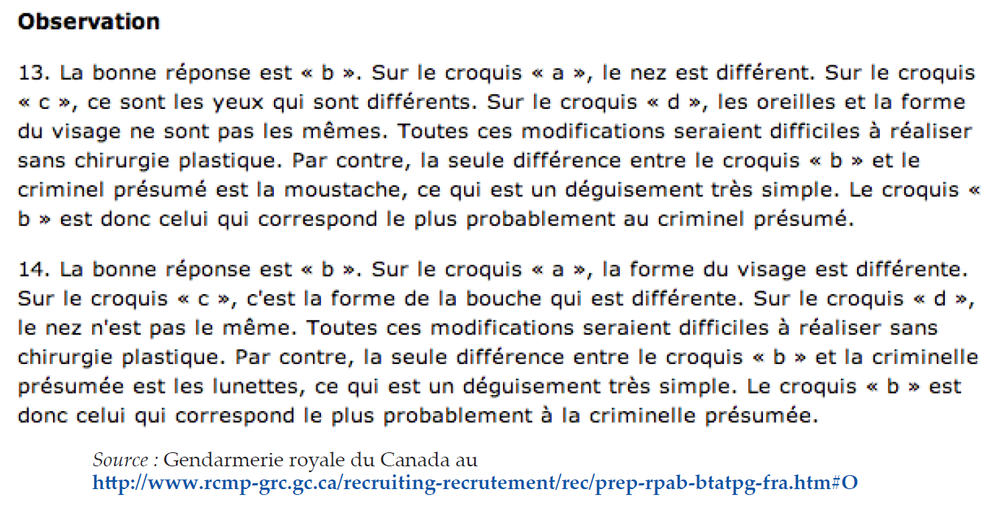 Observation
13. La bonne réponse est « b ». Sur le croquis « a », le nez est différent. Sur le croquis
« c », ce sont les yeux qui sont différents. Sur le croquis « d », les oreilles et la forme
du visage ne sont pas les mêmes. Toutes ces modifications seraient difficiles à réaliser
sans chirurgie plastique. Par contre, la seule différence entre le croquis « b » et le
criminel présumé est la moustache, ce qui est un déguisement très simple. Le croquis «
b » est donc celui qui correspond le plus probablement au criminel présumé.
14. La bonne réponse est « b ». Sur le croquis « a », la forme du visage est différente.
Sur le croquis « c », c'est la forme de la bouche qui est différente. Sur le croquis « d »,
le nez n'est pas le même. Toutes ces modifications seraient difficiles à réaliser sans
chirurgie plastique. Par contre, la seule différence entre le croquis « b » et la criminelle
présumée est les lunettes, ce qui est un déguisement très simple. Le croquis « b » est
donc celui qui correspond le plus probablement à la criminelle présumée.
Source : Gendarmerie royale du Canada au
http://www.rcmp-grc.gc.ca/recruiting-recrutement/rec/prep-rpab-btatpg-fra.htm#O